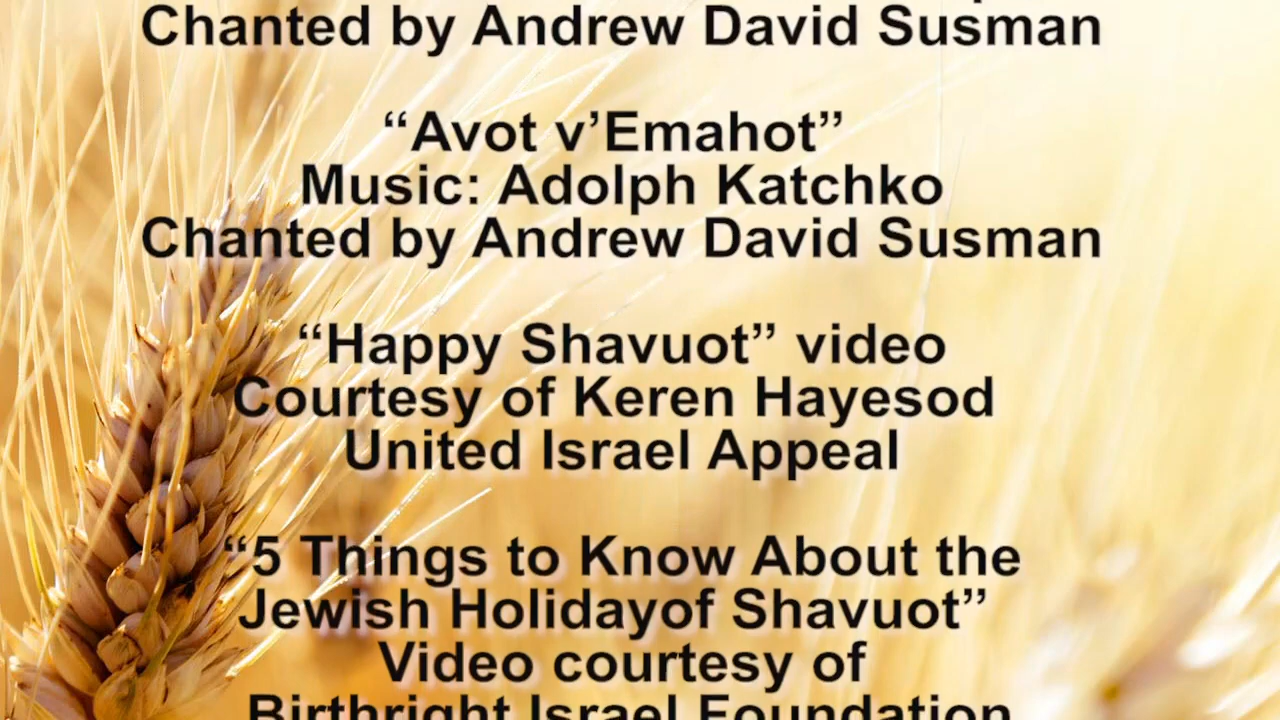 Chanted by Andrew David Susman
“Avot v’Emahot”
Music: Adolph Katchko
Chanted by Andrew David Susman
“Happy Shavuot” video
Courtesy of Keren Hayesod
United Israel Appeal
“5 Things to Know About the
Jewish Holidayof Shavuot”
Video courtesy of
Birthright Israel Foundation